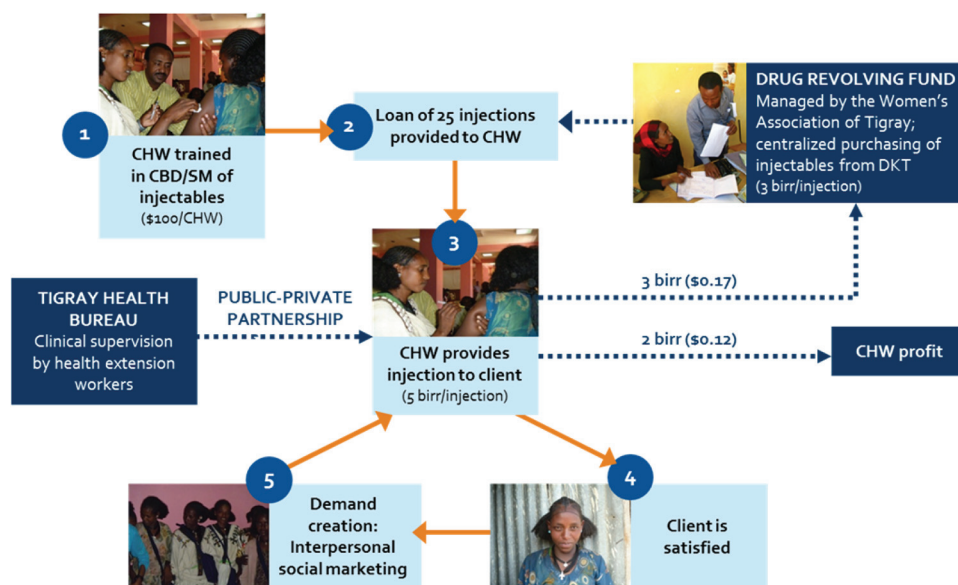 1
CHW trained
in CBD/SM of
injectables
($100/CHW)
2
Loan of 25 injections
provided to CHW
DRUG REVOLVING FUND
Managed by the Women’s
Association of Tigray;
centralized purchasing of
injectables from DKT
(3 birr/injection)
3
CHW provides
injection to client
(5 birr/injection)
TIGRAY HEALTH
BUREAU
Clinical supervision
by health extension
workers
PUBLIC-PRIVATE
PARTNERSHIP
3 birr ($0.17)
2 birr ($0.12)
CHW profit
4
Client is
satisfied
5
Demand
creation:
Interpersonal
social marketing